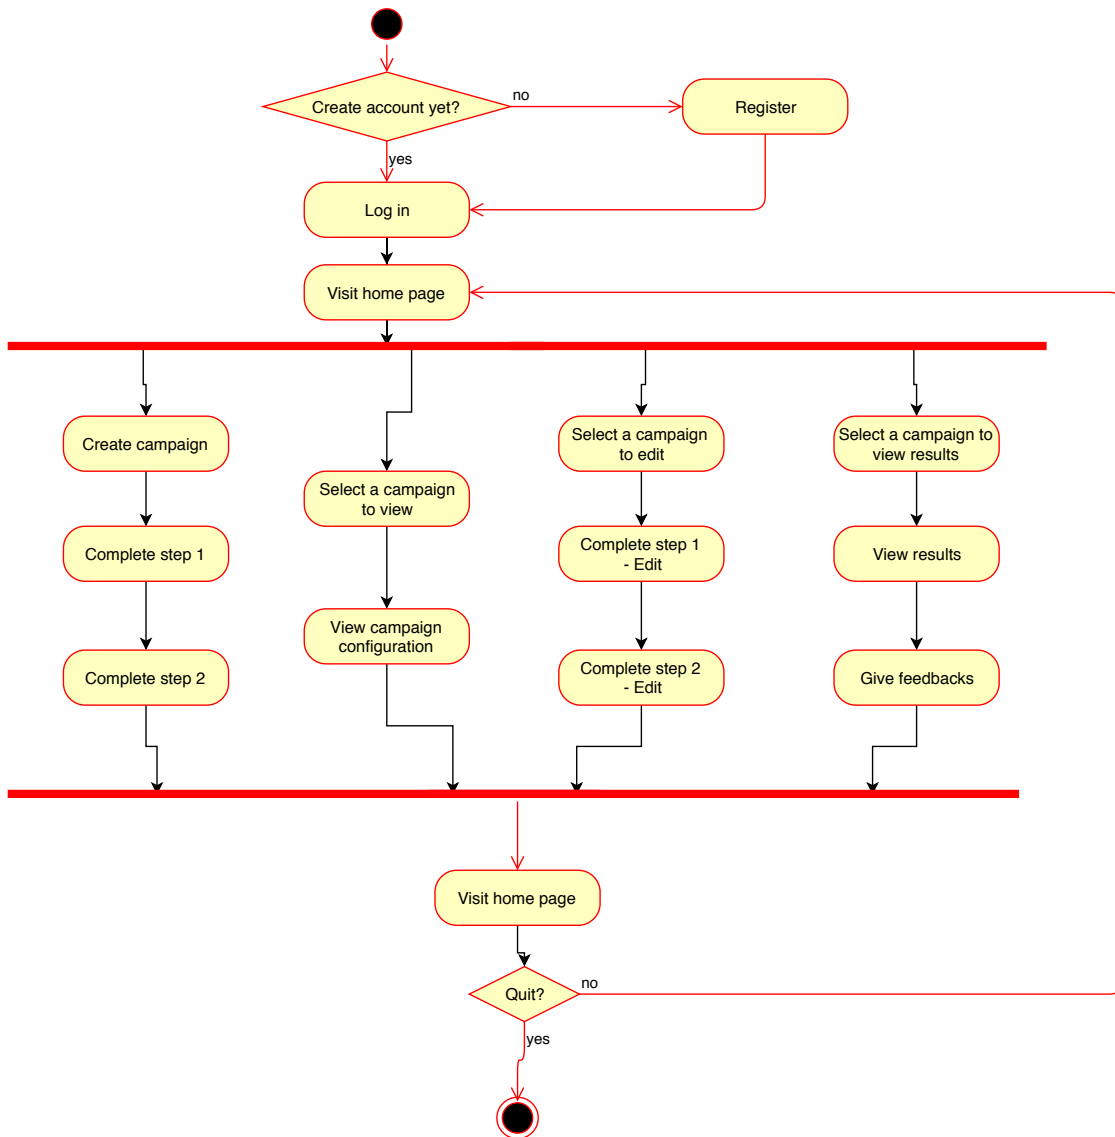 Create account yet?
no
Register
yes
Log in
Visit home page
Create campaign
Select a campaign
to view
Select a campaign
to edit
Select a campaign to
view results
Complete step 1
Complete step 1
- Edit
View results
View campaign
configuration
Complete step 2
Complete step 2
- Edit
Give feedbacks
Visit home page
Quit?
no
yes